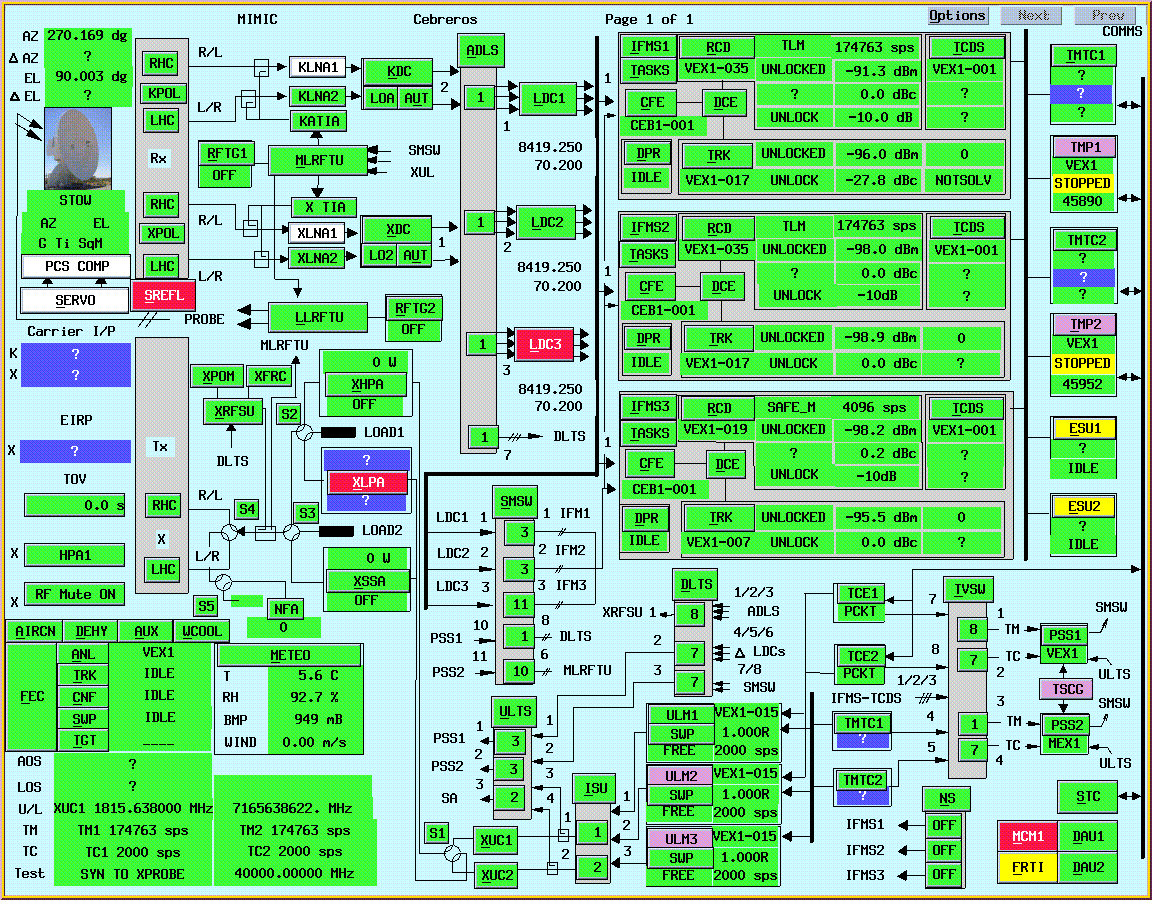 MIMIC Cebreros Page 1 of 1 Options Next Prev
COMMS
AZ 270.169 dg
Δ AZ ?
EL 90.003 dg
Δ EL ?
STOW
AZ EL
G Ti SqM
PCS COMP
SERVO
Carrier I/P
K ?
X ?
EIRP
X ?
TOV
0.0 s
X HPA1
X RF Mute ON
RHC
KPOL
LHC
Rx
RHC
XPOL
LHC
SREFL
Tx
RHC
X
LHC
R/L
L/R
R/L
L/R
R/L
L/R
KLNA1
KLNA2
KATIA
KDC
LOA AUT
2
RFTG1
OFF
MLRFTU
SMSW
XUL
X TIA
XLNA1
XLNA2
XDC
LO2 AUT
1
PROBE
LLRFTU
RFTG2
OFF
MLRFTU
XPOM XFRC
XRFSU
DLTS
S2
0 W
XHPA
OFF
LOAD1
?
XLPA
?
S4
S3
LOAD2
0 W
XSSA
OFF
S5
NFA
0
ADLS
1
LDC1
1
8419.250
70.200
1
LDC2
2
8419.250
70.200
1
LDC3
3
8419.250
70.200
1
7
DLTS
1
IFMS1 RCD TLM 174763 sps TCDS
TASKS VEX1-035 UNLOCKED -91.3 dBm VEX1-001
CFE DCE ? 0.0 dBc ?
CEB1-001 UNLOCK -10.0 dB ?
DPR TRK UNLOCKED -96.0 dBm 0
IDLE VEX1-017 UNLOCK -27.8 dBc NOTSOLV
1
IFMS2 RCD TLM 174763 sps TCDS
TASKS VEX1-035 UNLOCKED -98.0 dBm VEX1-001
CFE DCE ? 0.0 dBc ?
CEB1-001 UNLOCK -10dB ?
DPR TRK UNLOCKED -98.9 dBm 0
IDLE VEX1-017 UNLOCK 0.0 dBc ?
1
IFMS3 RCD SAFE_M 4096 sps TCDS
TASKS VEX1-019 UNLOCKED -98.2 dBm VEX1-001
CFE DCE ? 0.2 dBc ?
CEB1-001 UNLOCK -10dB ?
DPR TRK UNLOCKED -95.5 dBm 0
IDLE VEX1-007 UNLOCK 0.0 dBc ?
TMTC1
?
?
?
TMP1
VEX1
STOPPED
45890
TMTC2
?
?
?
TMP2
VEX1
STOPPED
45952
ESU1
?
IDLE
ESU2
?
IDLE
SMSW
LDC1 1 3 1 IFM1
LDC2 2 3 2 IFM2
LDC3 3 11 3 IFM3
PSS1 10 1 8 DLTS
PSS2 11 10 6 MLRFTU
DLTS
XRFSU 1 8 1/2/3 ADLS
2 7 4/5/6 Δ LDCs
3 7 7/8 SMSW
ULTS
PSS1 3 1
PSS2 3 2
SA 2 3
4
ISU
1 1
2 2
3
S1
XUC1 1
XUC2 2
ULM1 VEX1-015
SWP 1.000R
FREE 2000 sps
ULM2 VEX1-015
SWP 1.000R
FREE 2000 sps
ULM3 VEX1-015
SWP 1.000R
FREE 2000 sps
TCE1
PCKT
TCE2
PCKT
1/2/3
IFMS-TCDS
TMTC1
?
TMTC2
?
TVSW
7 8 1 TM
8 7 2 TC
3
4 1 TM
5 7 4 TC
PSS1
VEX1
SMSW
ULTS
TSCG
PSS2
MEX1
SMSW
ULTS
NS
IFMS1 OFF
IFMS2 OFF
IFMS3 OFF
STC
MCM1 DAU1
FRTI DAU2
AIRCN DEHY AUX WCOOL
FEC
ANL VEX1
TRK IDLE
CNF IDLE
SWP IDLE
TGT ____
METEO
T 5.6 C
RH 92.7 %
BMP 949 mB
WIND 0.00 m/s
AOS ?
LOS ?
U/L XUC1 1815.638000 MHz 7165638622. MHz
TM TM1 174763 sps TM2 174763 sps
TC TC1 2000 sps TC2 2000 sps
Test SYN TO XPROBE 40000.00000 MHz